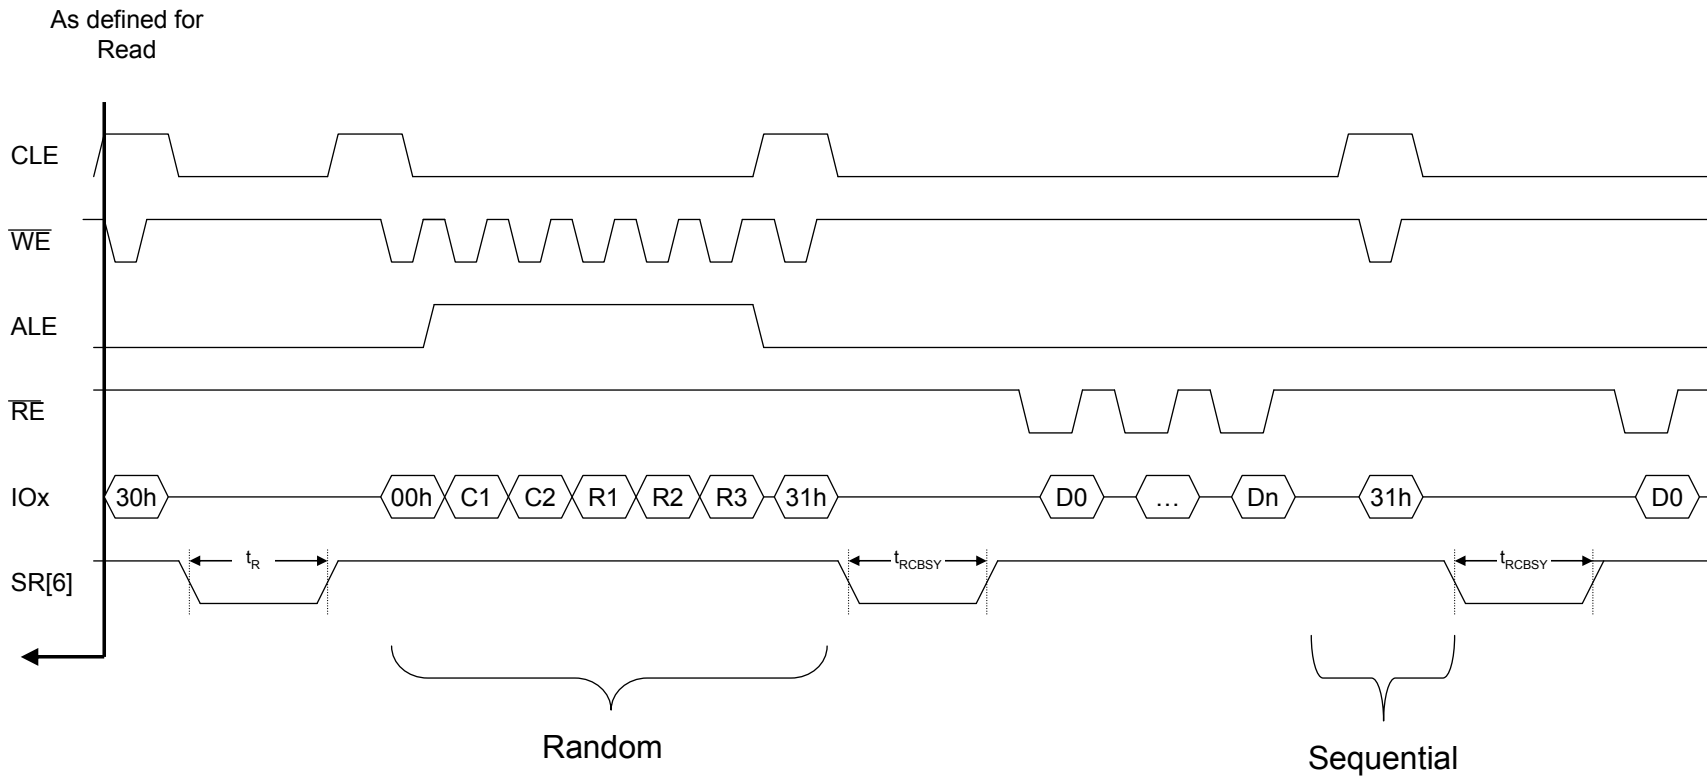 As defined for
Read
CLE
WE
ALE
RE
IOx 30h 00h C1 C2 R1 R2 R3 31h D0 ... Dn 31h D0
SR[6] tR tRCBSY tRCBSY
Random
Sequential